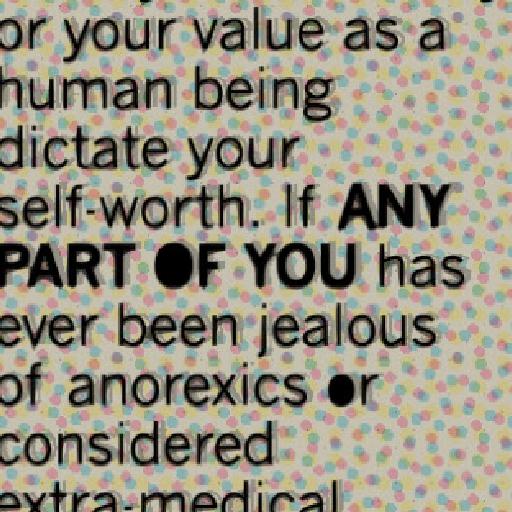 or your value as a
human being
dictate your
self-worth. If ANY
PART OF YOU has
ever been jealous
of anorexics or
considered
extra-medical